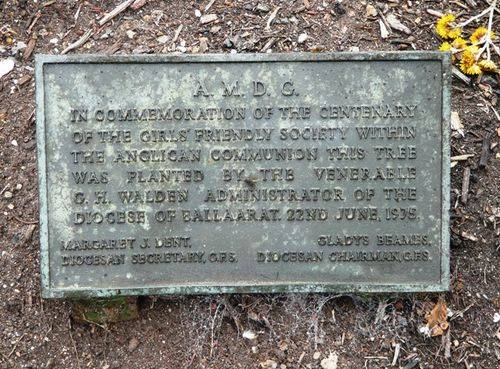 A. M. D. G.
IN COMMEMORATION OF THE CENTENARY
OF THE GIRLS' FRIENDLY SOCIETY WITHIN
THE ANGLICAN COMMUNION THIS TREE
WAS PLANTED BY THE VENERABLE
G. H. WALDEN ADMINISTRATOR OF THE
DIOCESE OF BALLAARAT. 22ND JUNE, 1975.
MARGARET J. DENT. GLADYS BEAMES.
DIOCESAN SECRETARY, G.F.S. DIOCESAN CHAIRMAN, G.F.S.